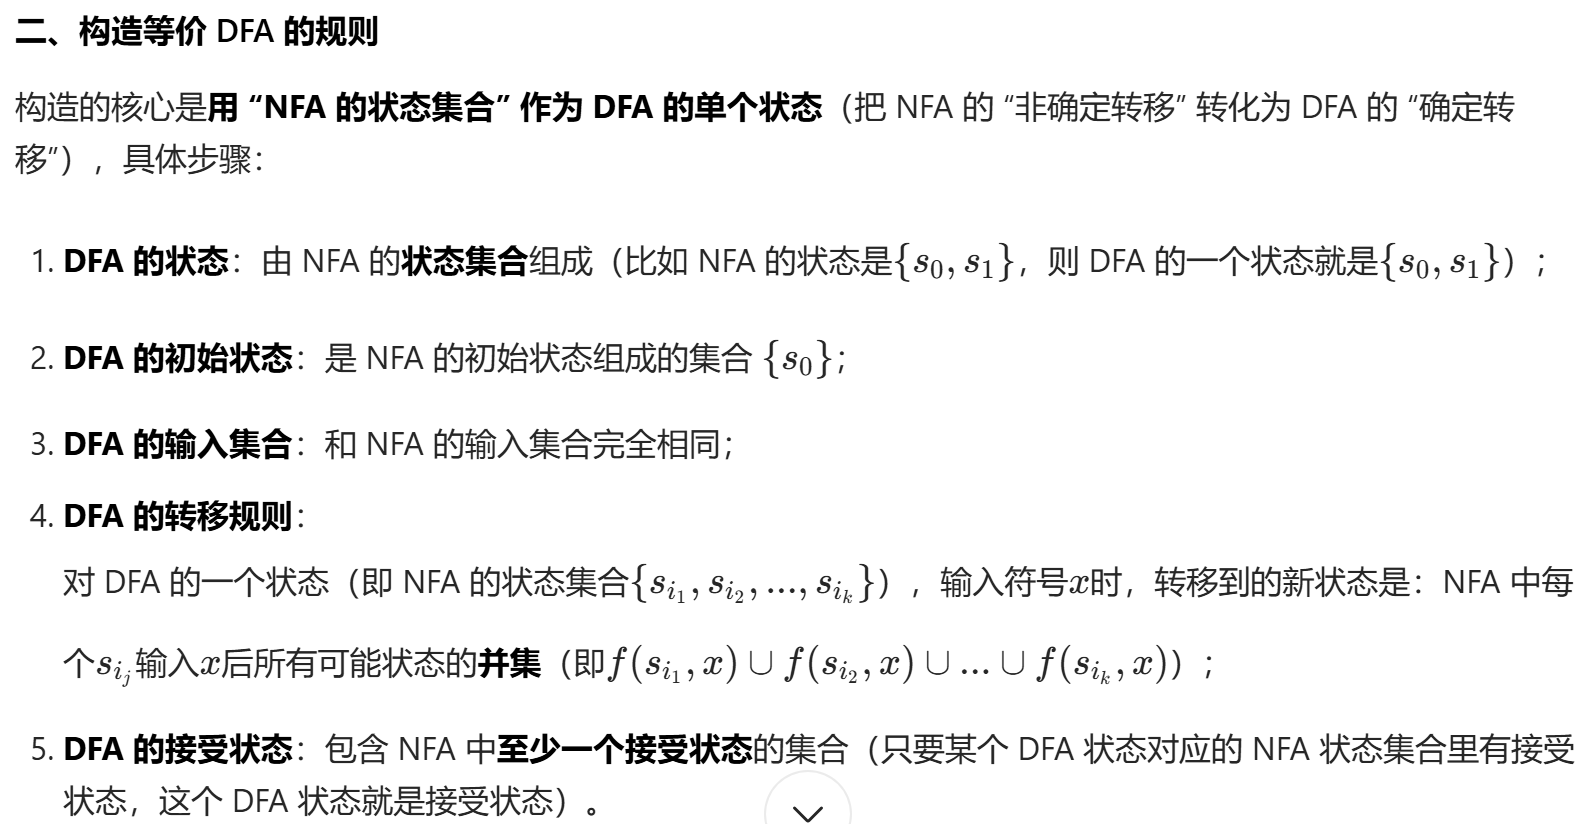 二、构造等价 DFA 的规则
构造的核心是用 “NFA 的状态集合” 作为 DFA 的单个状态（把 NFA 的 “非确定转移” 转化为 DFA 的 “确定转
移”），具体步骤：
1. DFA 的状态：由 NFA 的状态集合组成（比如 NFA 的状态是{s₀, s₁}，则 DFA 的一个状态就是{s₀, s₁}）；
2. DFA 的初始状态：是 NFA 的初始状态组成的集合 {s₀}；
3. DFA 的输入集合：和 NFA 的输入集合完全相同；
4. DFA 的转移规则：
对 DFA 的一个状态（即 NFA 的状态集合{s_{i_1}, s_{i_2}, ..., s_{i_k}}），输入符号x时，转移到的新状态是：NFA 中每
个s_{i_j}输入x后所有可能状态的并集（即f(s_{i_1}, x) ∪ f(s_{i_2}, x) ∪ ... ∪ f(s_{i_k}, x)）；
5. DFA 的接受状态：包含 NFA 中至少一个接受状态的集合（只要某个 DFA 状态对应的 NFA 状态集合里有接受
状态，这个 DFA 状态就是接受状态）。